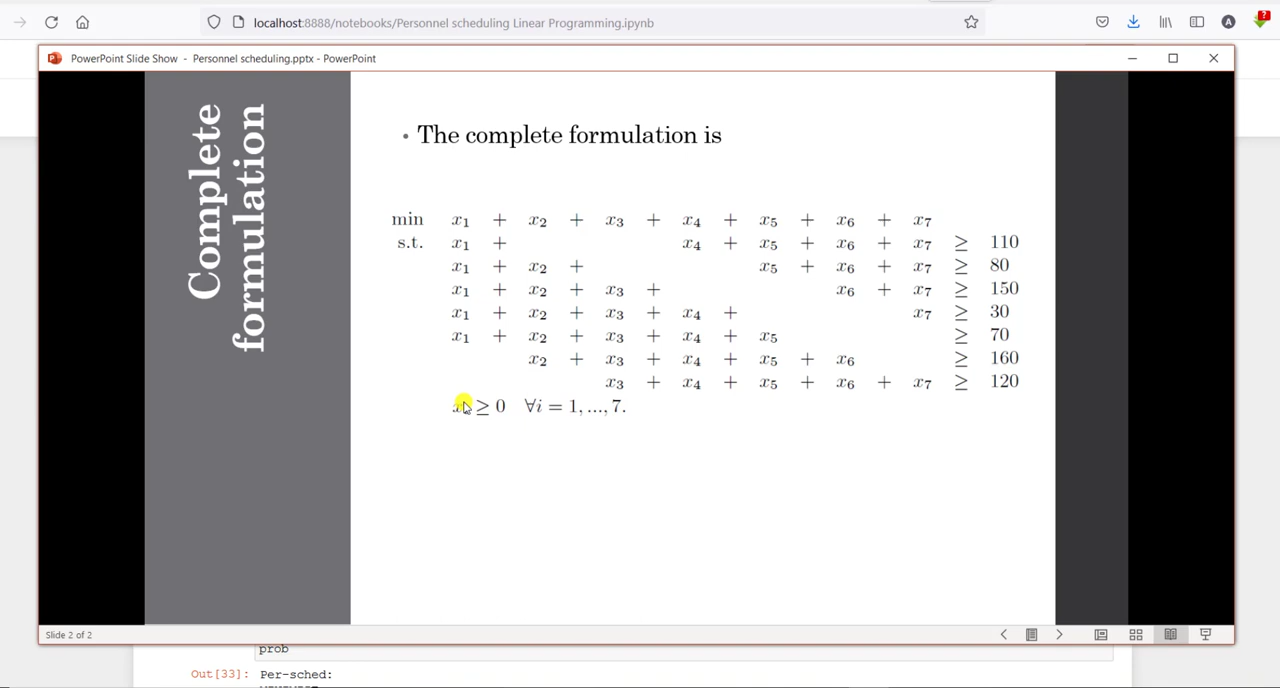 localhost:8888/notebooks/Personnel scheduling Linear Programming.ipynb
A
?
PowerPoint Slide Show - Personnel scheduling.pptx - PowerPoint
Complete
formulation
• The complete formulation is
min x₁ + x₂ + x₃ + x₄ + x₅ + x₆ + x₇
s.t. x₁ + x₄ + x₅ + x₆ + x₇ ≥ 110
x₁ + x₂ + x₅ + x₆ + x₇ ≥ 80
x₁ + x₂ + x₃ + x₆ + x₇ ≥ 150
x₁ + x₂ + x₃ + x₄ + x₇ ≥ 30
x₁ + x₂ + x₃ + x₄ + x₅ ≥ 70
x₂ + x₃ + x₄ + x₅ + x₆ ≥ 160
x₃ + x₄ + x₅ + x₆ + x₇ ≥ 120
≥ 0 ∀i = 1, ..., 7.
Slide 2 of 2
prob
Out[33]: Per-sched: